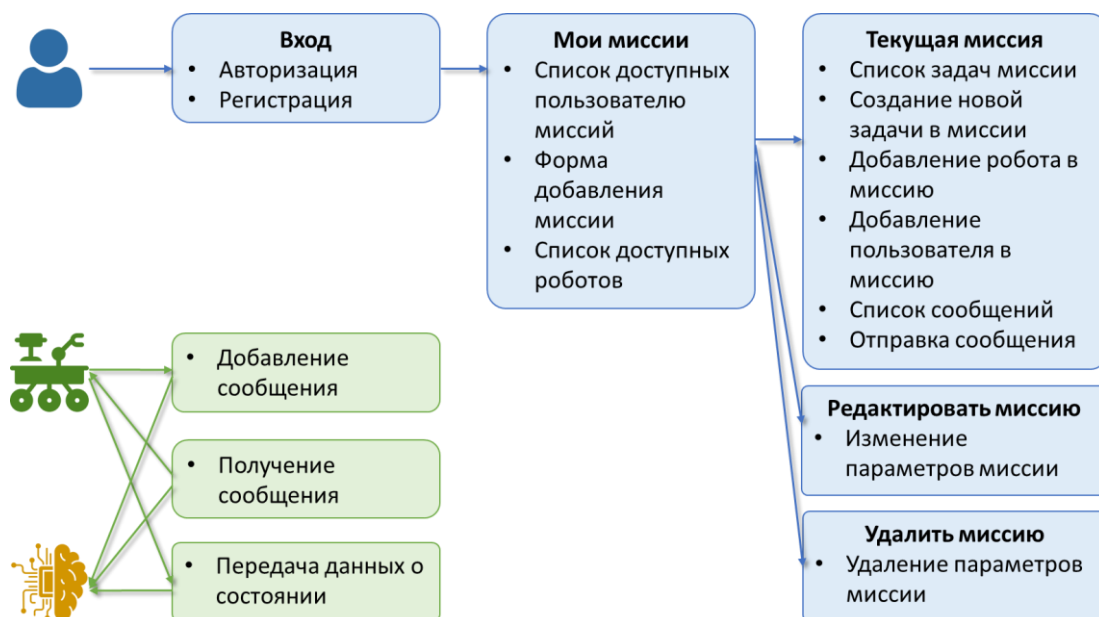 Вход
• Авторизация
• Регистрация
Мои миссии
• Список доступных
пользователю
миссий
• Форма
добавления
миссии
• Список доступных
роботов
Текущая миссия
• Список задач миссии
• Создание новой
задачи в миссии
• Добавление робота в
миссию
• Добавление
пользователя в
миссию
• Список сообщений
• Отправка сообщения
Редактировать миссию
• Изменение
параметров миссии
Удалить миссию
• Удаление параметров
миссии
• Добавление
сообщения
• Получение
сообщения
• Передача данных о
состоянии